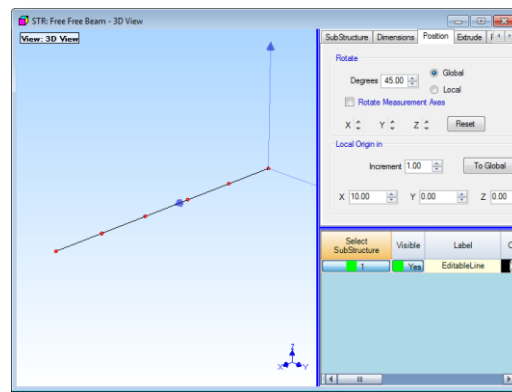 STR: Free Free Beam - 3D View
View: 3D View
SubStructure Dimensions Position Extrude
Rotate
Degrees 45.00 Global
Local
Rotate Measurement Axes
X Y Z Reset
Local Origin in
Increment 1.00 To Global
X 10.00 Y 0.00 Z 0.00
Select SubStructure Visible Label
1 Yes EditableLine
Z
X Y